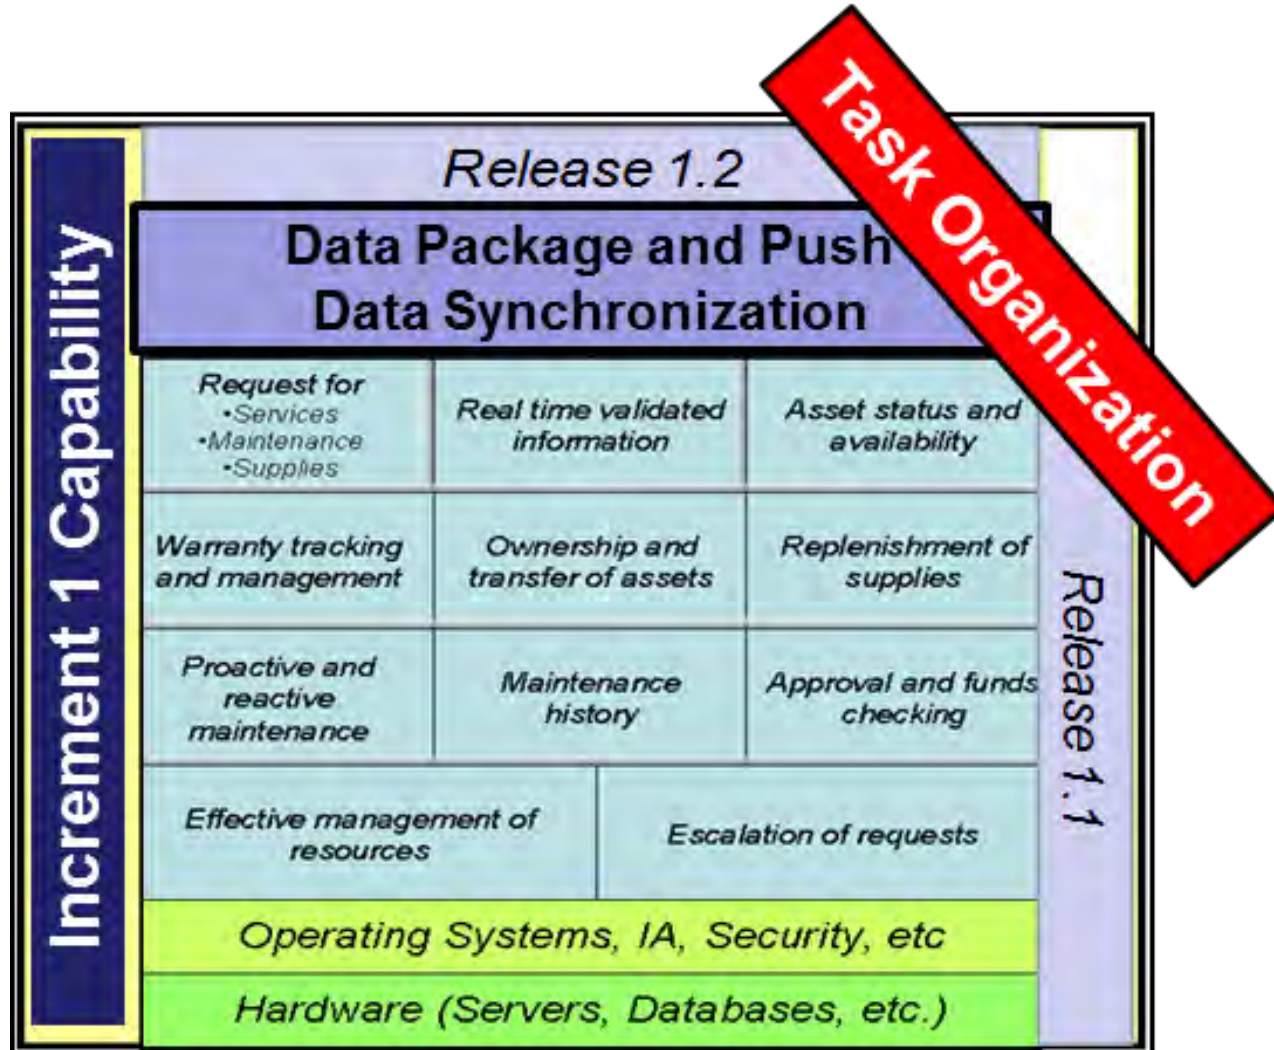 Task Organization
Release 1.2
Increment 1 Capability
Data Package and Push
Data Synchronization
Request for
•Services
•Maintenance
•Supplies
Real time validated
information
Asset status and
availability
Warranty tracking
and management
Ownership and
transfer of assets
Replenishment of
supplies
Proactive and
reactive
maintenance
Maintenance
history
Approval and funds
checking
Release 1.1
Effective management of
resources
Escalation of requests
Operating Systems, IA, Security, etc
Hardware (Servers, Databases, etc.)